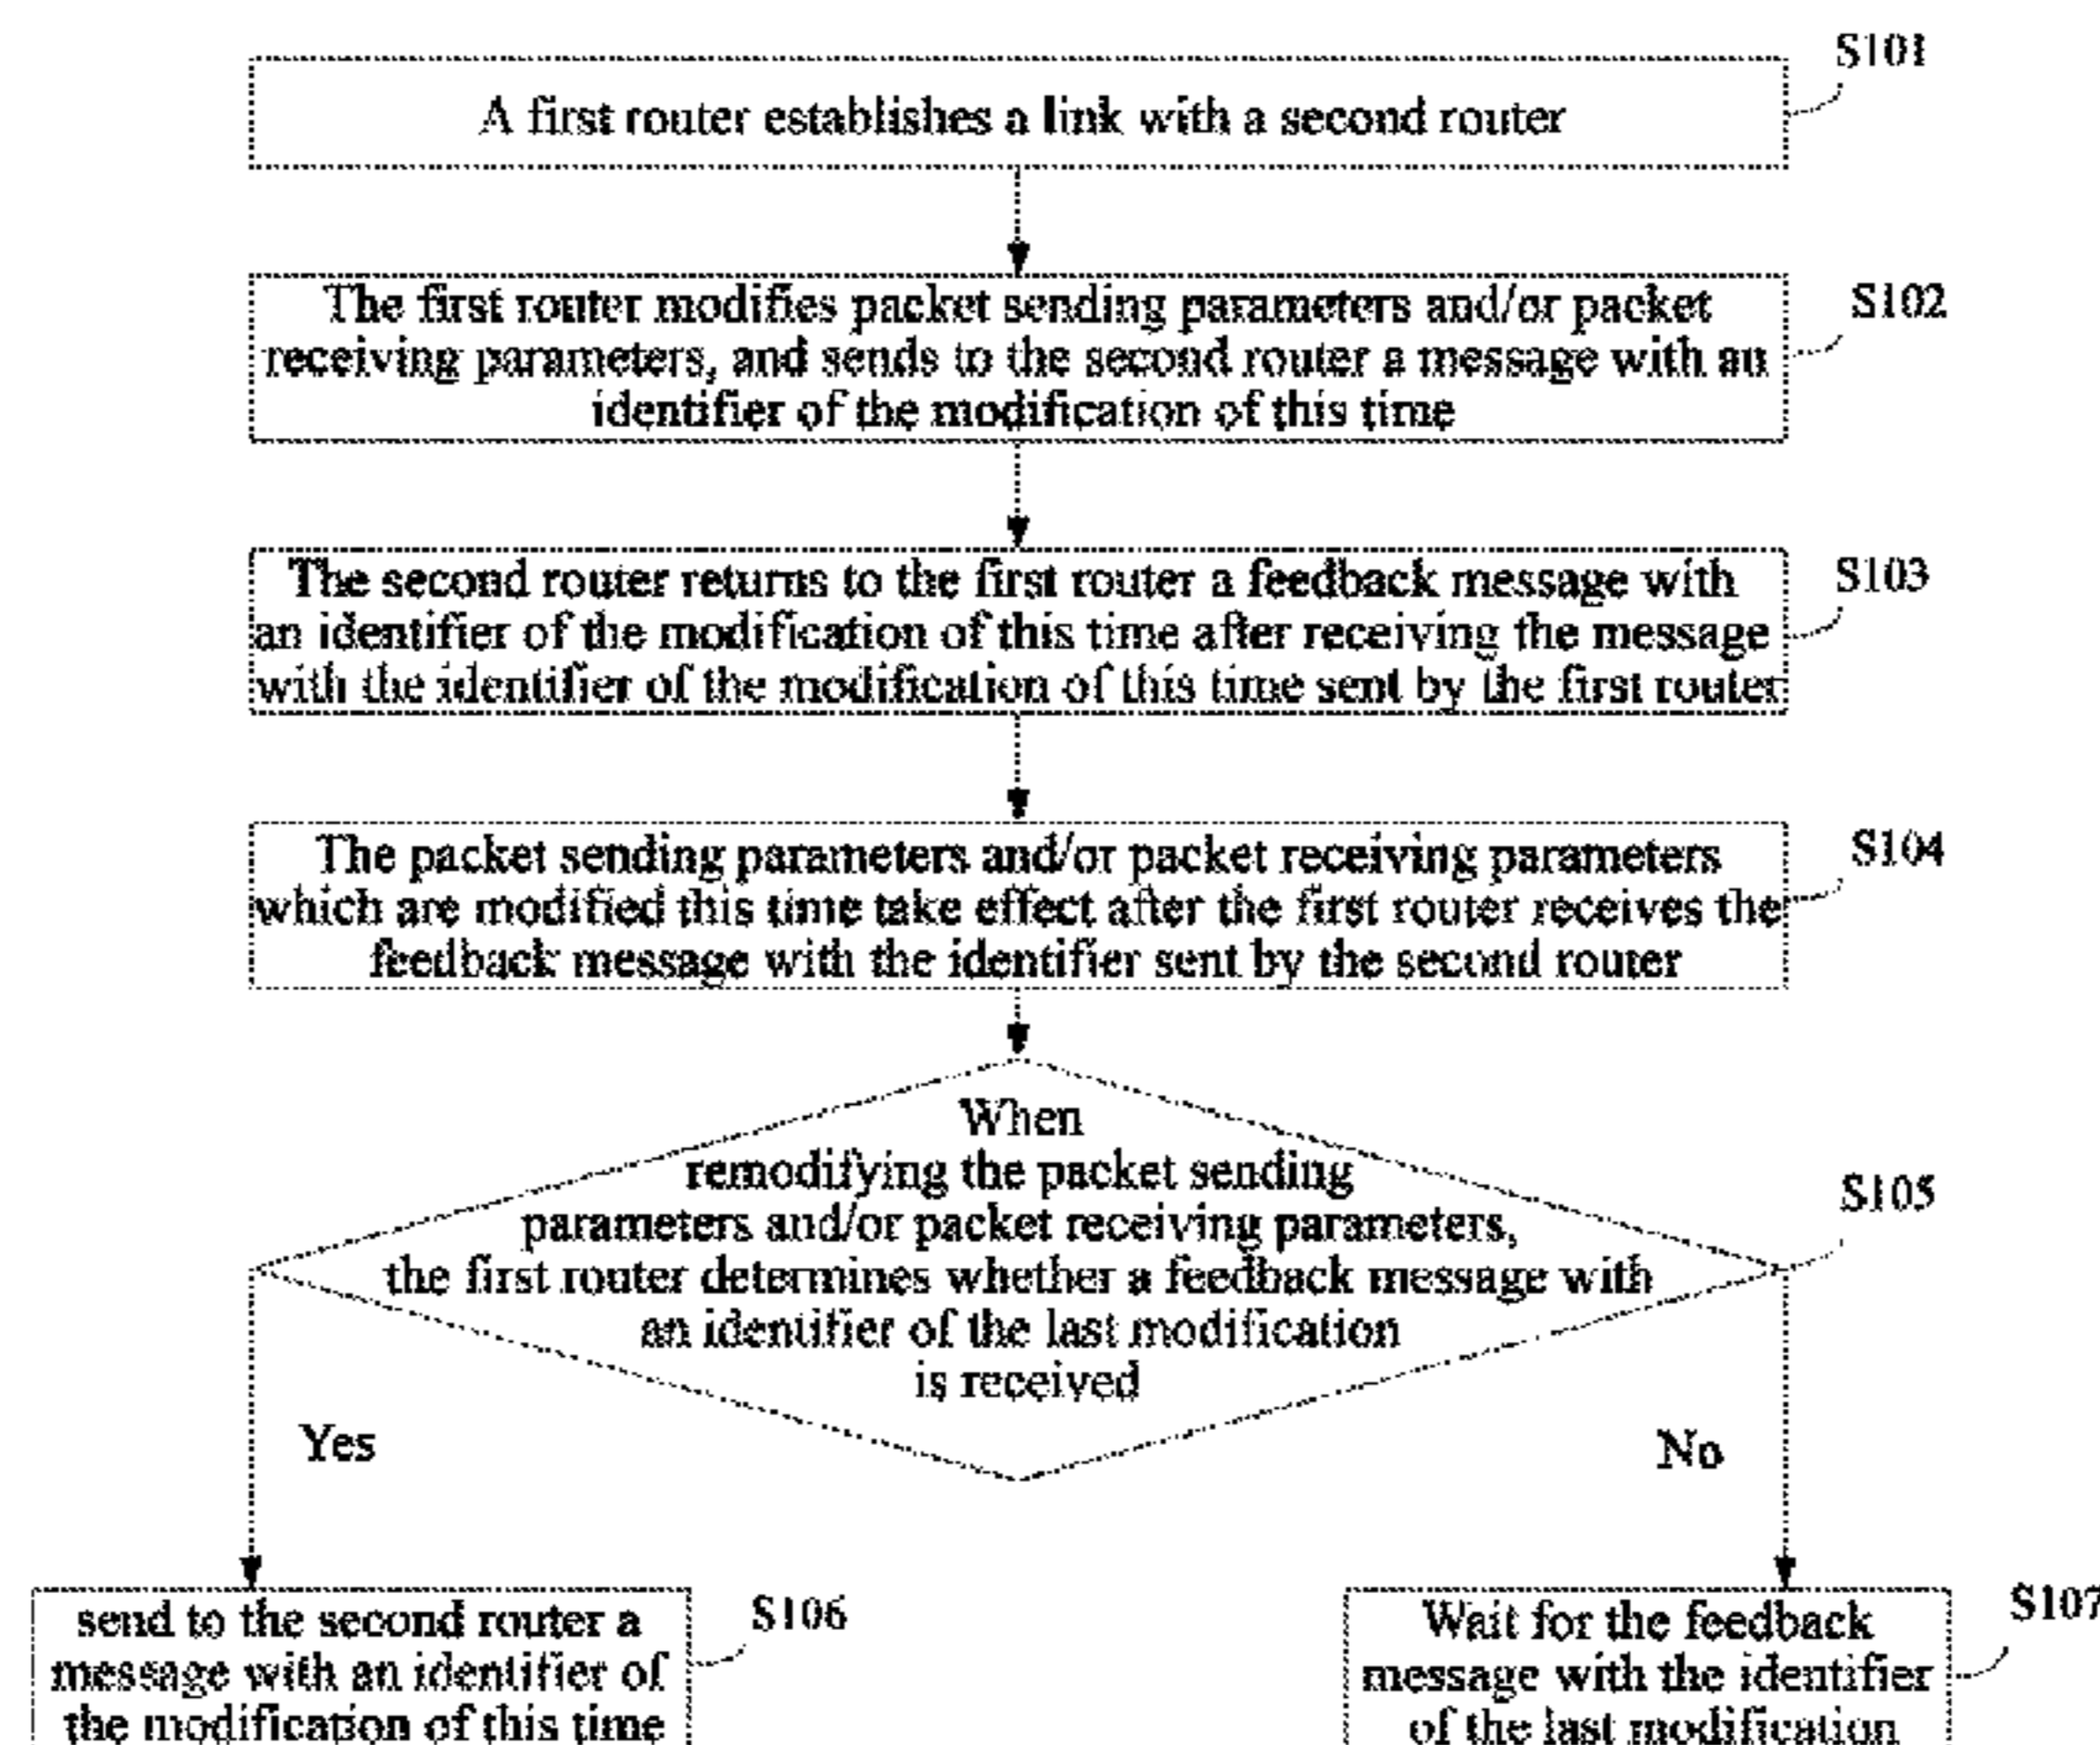 S101
A first router establishes a link with a second router
S102
The first router modifies packet sending parameters and/or packet
receiving parameters, and sends to the second router a message with an
identifier of the modification of this time
S103
The second router returns to the first router a feedback message with
an identifier of the modification of this time after receiving the message
with the identifier of the modification of this time sent by the first router
S104
The packet sending parameters and/or packet receiving parameters
which are modified this time take effect after the first router receives the
feedback message with the identifier sent by the second router
When
remodifying the packet sending
S105
parameters and/or packet receiving parameters,
the first router determines whether a feedback message with
an identifier of the last modification
is received
Yes
No
send to the second router a
message with an identifier of
the modification of this time
S106
Wait for the feedback
message with the identifier
of the last modification
S107